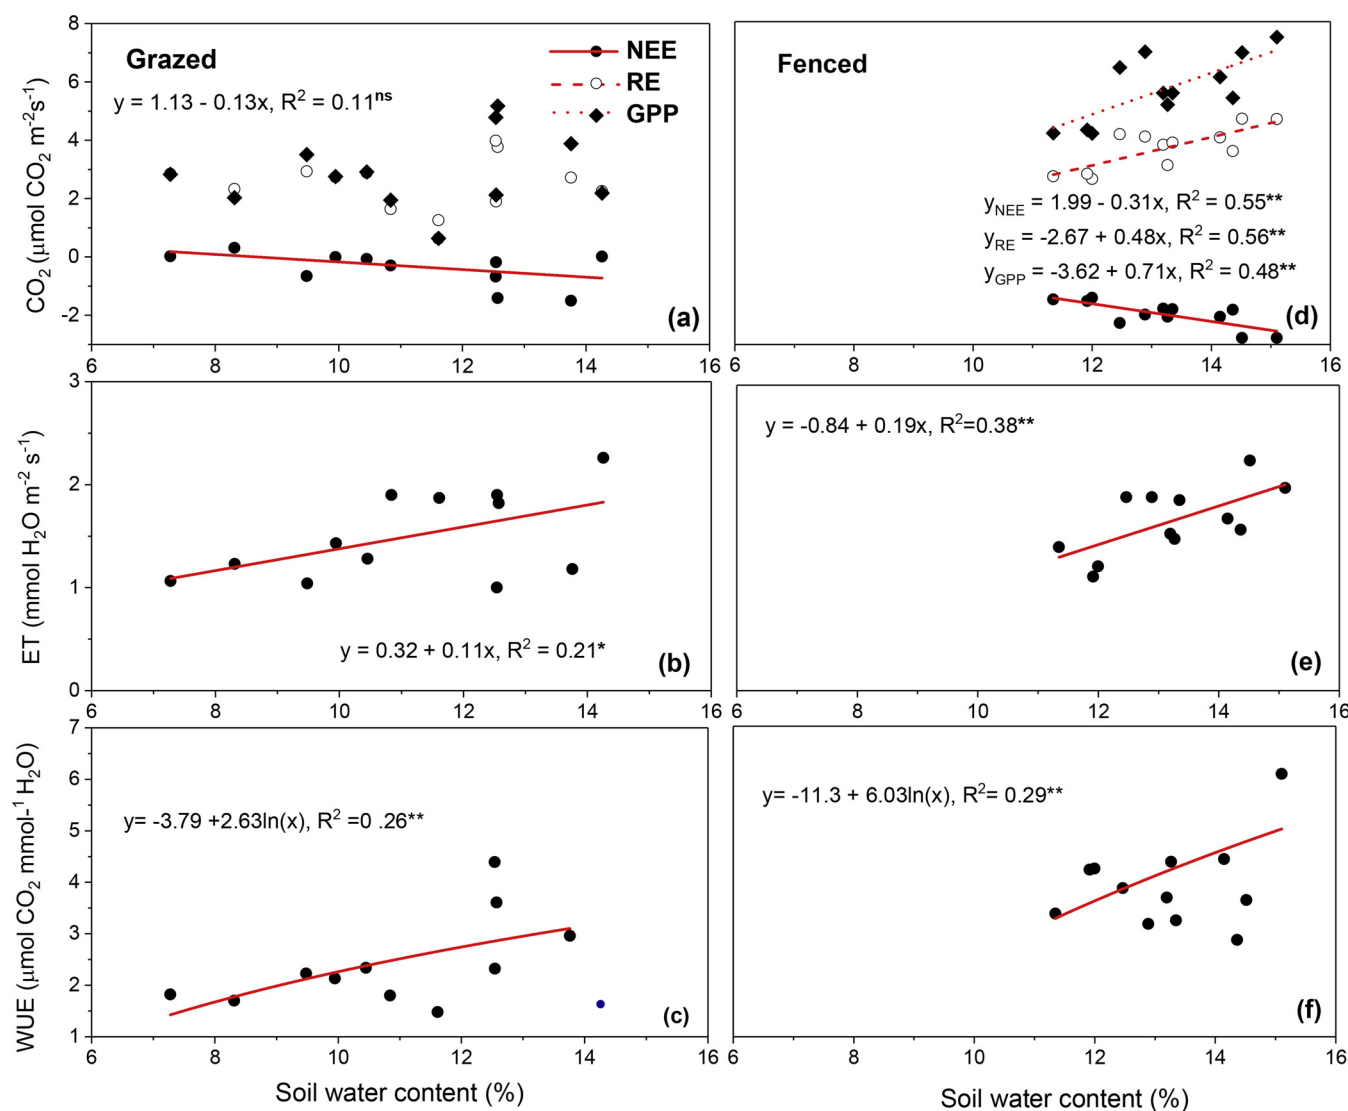 Grazed
NEE
RE
GPP
y = 1.13 - 0.13x, R² = 0.11ⁿˢ
CO₂ (μmol CO₂ m⁻²s⁻¹)
8
6
4
2
0
-2
(a)
6 8 10 12 14 16
Fenced
y_NEE = 1.99 - 0.31x, R² = 0.55**
y_RE = -2.67 + 0.48x, R² = 0.56**
y_GPP = -3.62 + 0.71x, R² = 0.48**
(d)
6 8 10 12 14 16
ET (mmol H₂O m⁻² s⁻¹)
3
2
1
0
y = 0.32 + 0.11x, R² = 0.21*
(b)
6 8 10 12 14 16
y = -0.84 + 0.19x, R²=0.38**
(e)
6 8 10 12 14 16
WUE (μmol CO₂ mmol-¹ H₂O)
7
6
5
4
3
2
1
y= -3.79 +2.63ln(x), R² =0 .26**
(c)
6 8 10 12 14 16
Soil water content (%)
y= -11.3 + 6.03ln(x), R²= 0.29**
(f)
6 8 10 12 14 16
Soil water content (%)